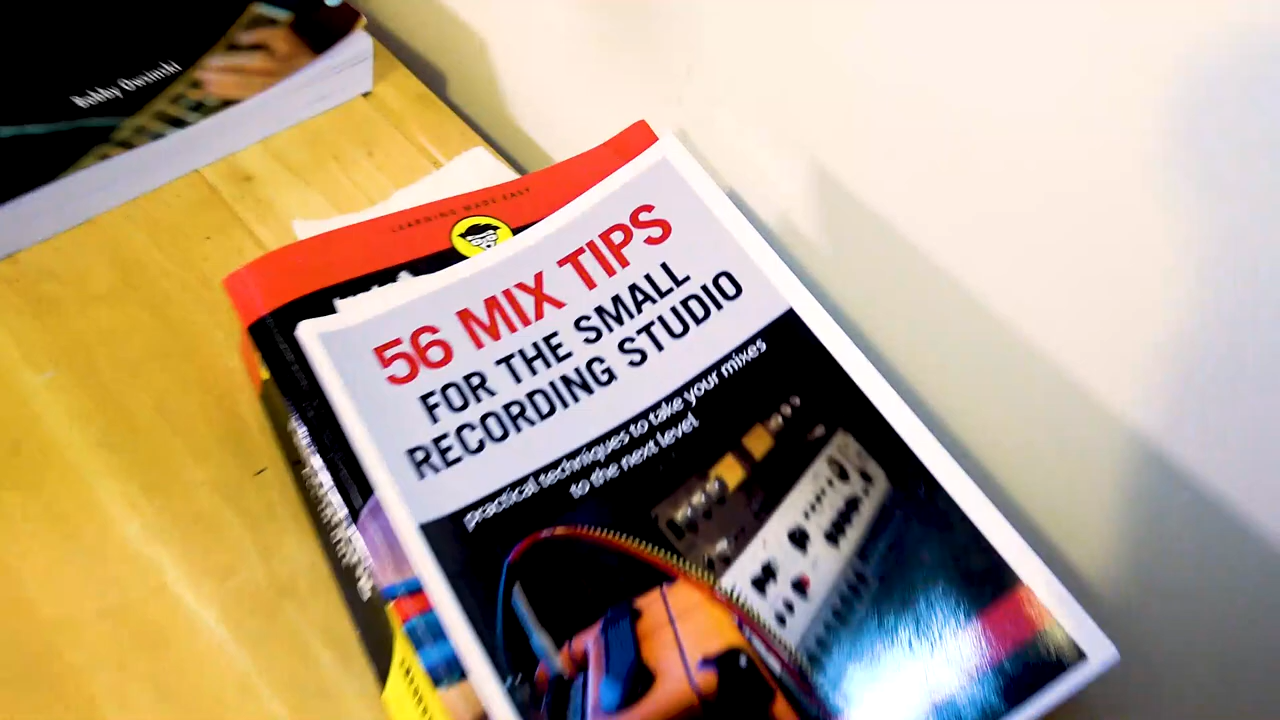 Bobby Owsinski
LEARNING MADE EASY
56 MIX TIPS
FOR THE SMALL
RECORDING STUDIO
practical techniques to take your mixes
to the next level